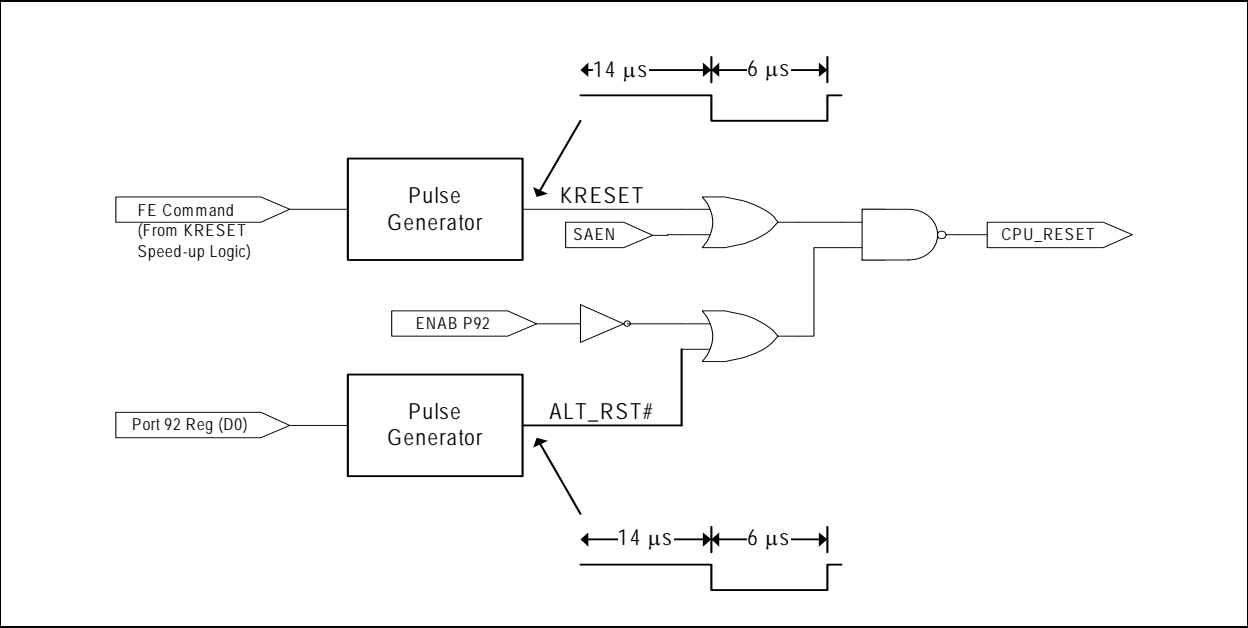 14 µs 6 µs
Pulse
Generator
KRESET
FE Command
(From KRESET
Speed-up Logic)
SAEN
CPU_RESET
ENAB P92
Pulse
Generator
ALT_RST#
Port 92 Reg (D0)
14 µs 6 µs